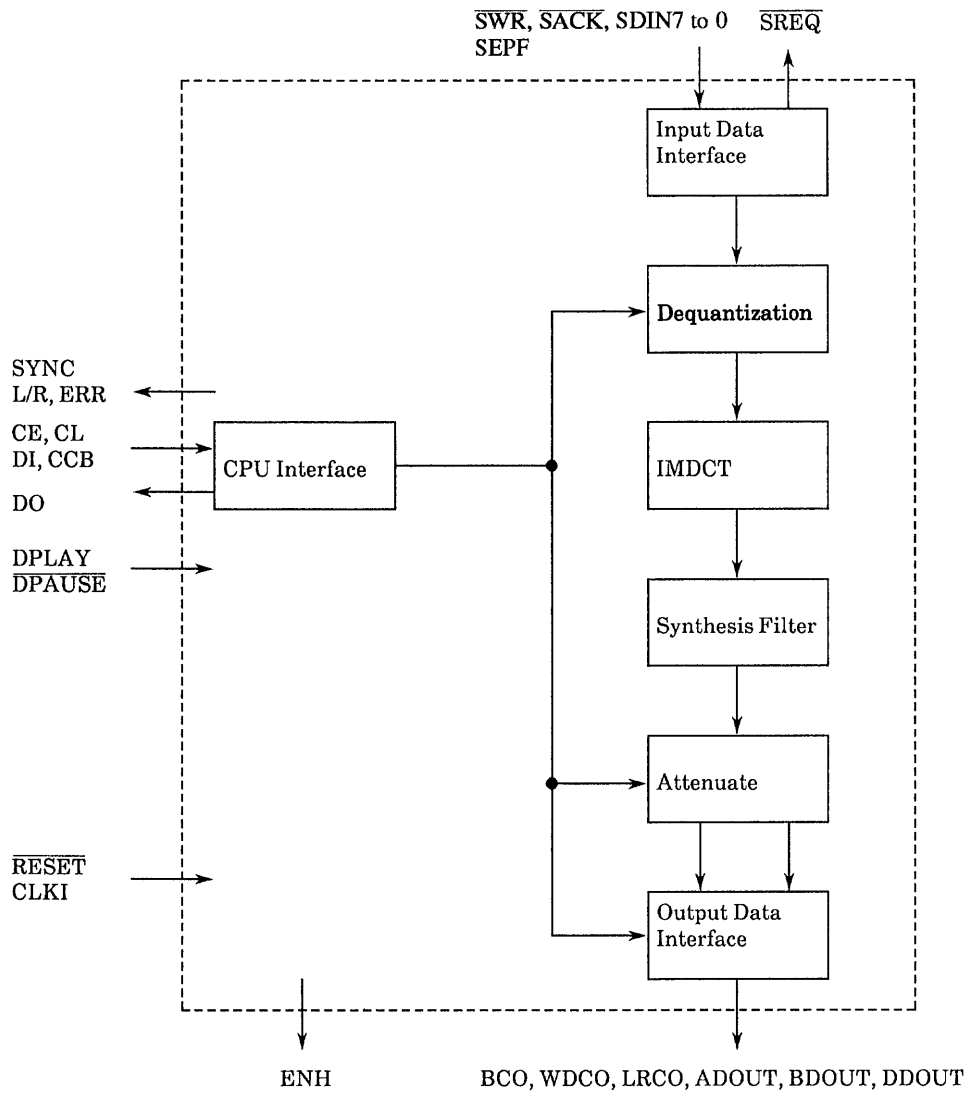 SWR, SACK, SDIN7 to 0
SEPF
SREQ
Input Data
Interface
Dequantization
SYNC
L/R, ERR
CE, CL
DI, CCB
DO
CPU Interface
IMDCT
DPLAY
DPAUSE
Synthesis Filter
Attenuate
RESET
CLKI
Output Data
Interface
ENH
BCO, WDCO, LRCO, ADOUT, BDOUT, DDOUT